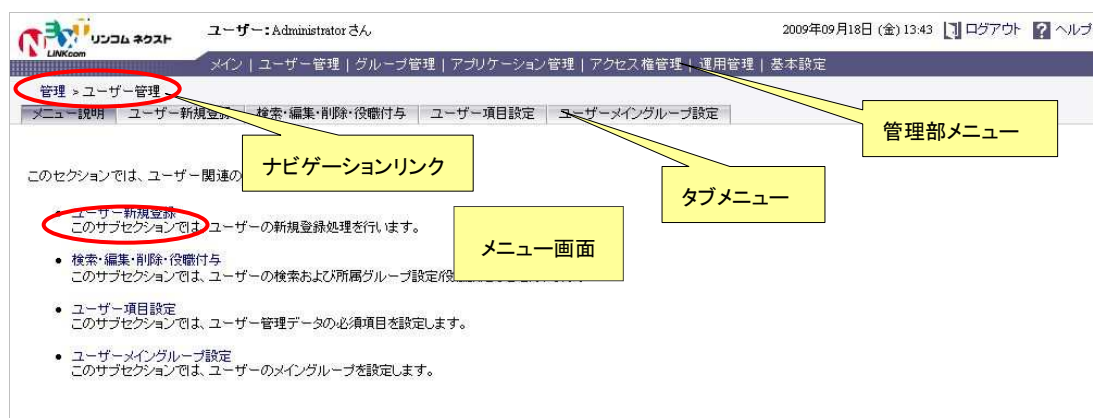 リンコム ネクスト
LINKcom
ユーザー：Administrator さん
2009年09月18日 (金) 13:43 ログアウト ? ヘルプ
メイン | ユーザー管理 | グループ管理 | アプリケーション管理 | アクセス権管理 | 運用管理 | 基本設定
管理 > ユーザー管理
メニュー説明 ユーザー新規登録 検索・編集・削除・役職付与 ユーザー項目設定 ユーザーメイングループ設定
管理部メニュー
ナビゲーションリンク
タブメニュー
このセクションでは、ユーザー関連の
メニュー画面
• ユーザー新規登録
このサブセクションでは、ユーザーの新規登録処理を行います。
• 検索・編集・削除・役職付与
このサブセクションでは、ユーザーの検索および所属グループ設定/役
• ユーザー項目設定
このサブセクションでは、ユーザー管理データの必須項目を設定します。
• ユーザーメイングループ設定
このサブセクションでは、ユーザーのメイングループを設定します。